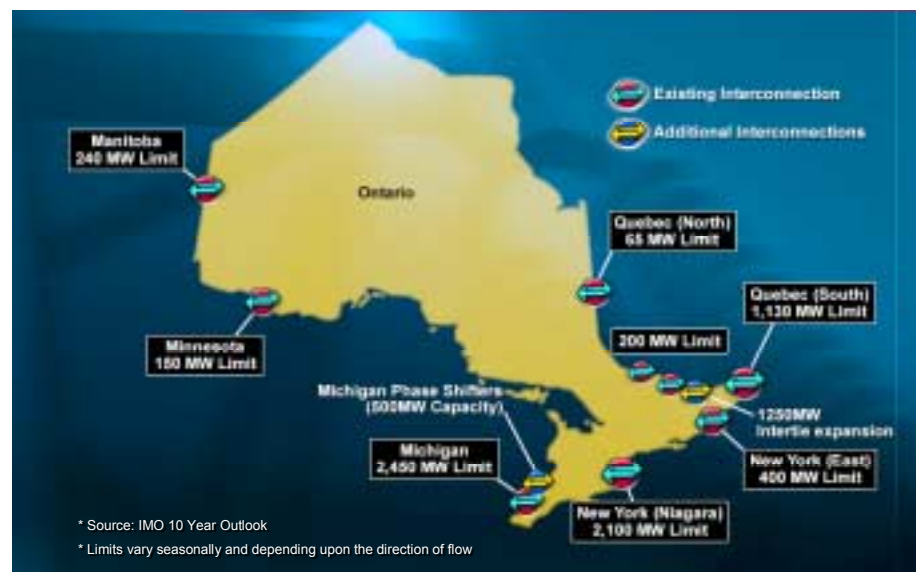 Existing Interconnection
Additional Interconnections
Manitoba
240 MW Limit
Ontario
Quebec (North)
65 MW Limit
Quebec (South)
1,130 MW Limit
Minnesota
150 MW Limit
200 MW Limit
Michigan Phase Shifters
(500MW Capacity)
1250MW
Intertie expansion
Michigan
2,450 MW Limit
New York (East)
400 MW Limit
New York (Niagara)
2,100 MW Limit
* Source: IMO 10 Year Outlook
* Limits vary seasonally and depending upon the direction of flow